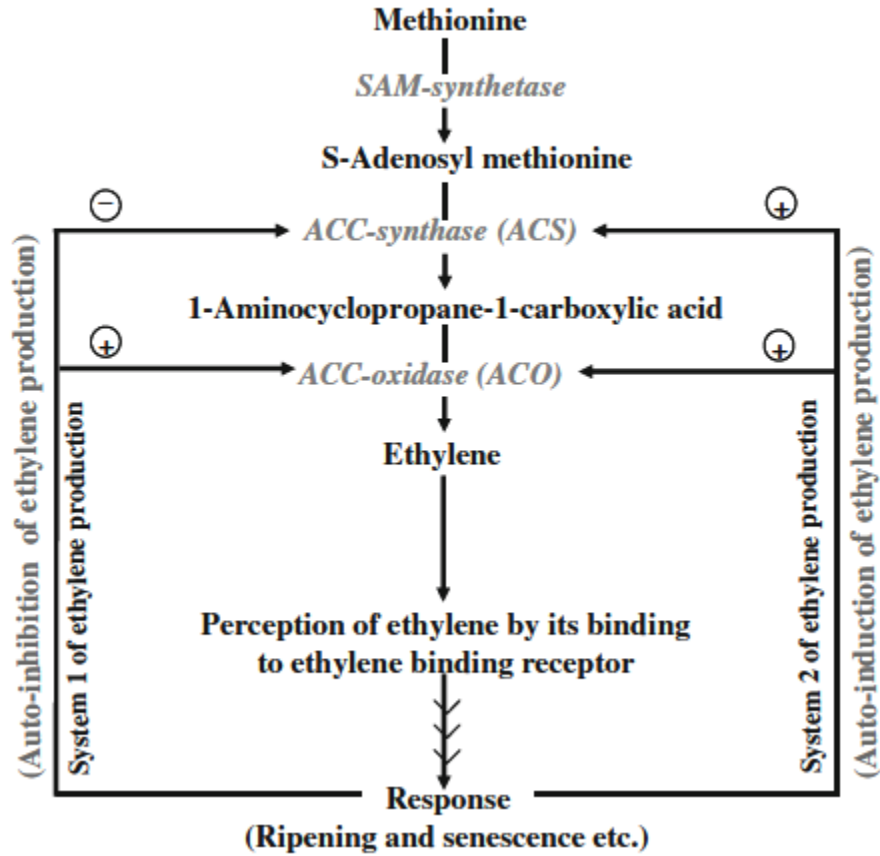 Methionine
SAM-synthetase
S-Adenosyl methionine
−
+
ACC-synthase (ACS)
1-Aminocyclopropane-1-carboxylic acid
+
+
ACC-oxidase (ACO)
Ethylene
(Auto-inhibition of ethylene production)
System 1 of ethylene production
System 2 of ethylene production
(Auto-induction of ethylene production)
Perception of ethylene by its binding
to ethylene binding receptor
Response
(Ripening and senescence etc.)